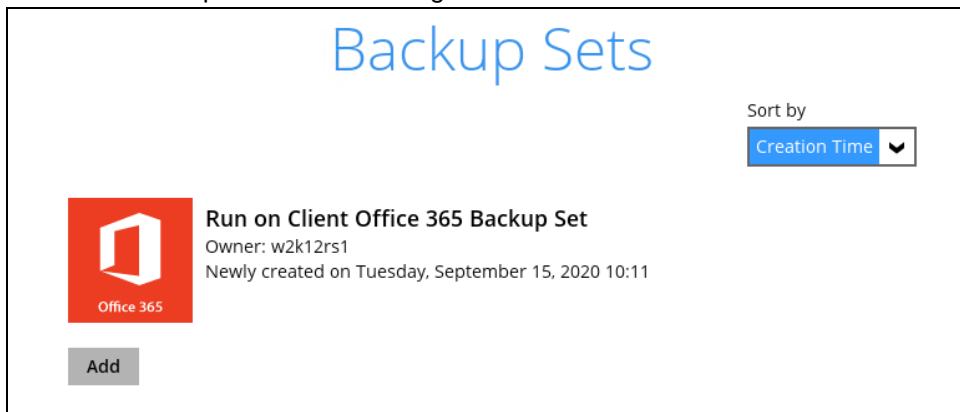 Backup Sets
Sort by
Creation Time
Run on Client Office 365 Backup Set
Owner: w2k12rs1
Newly created on Tuesday, September 15, 2020 10:11
Office 365
Add